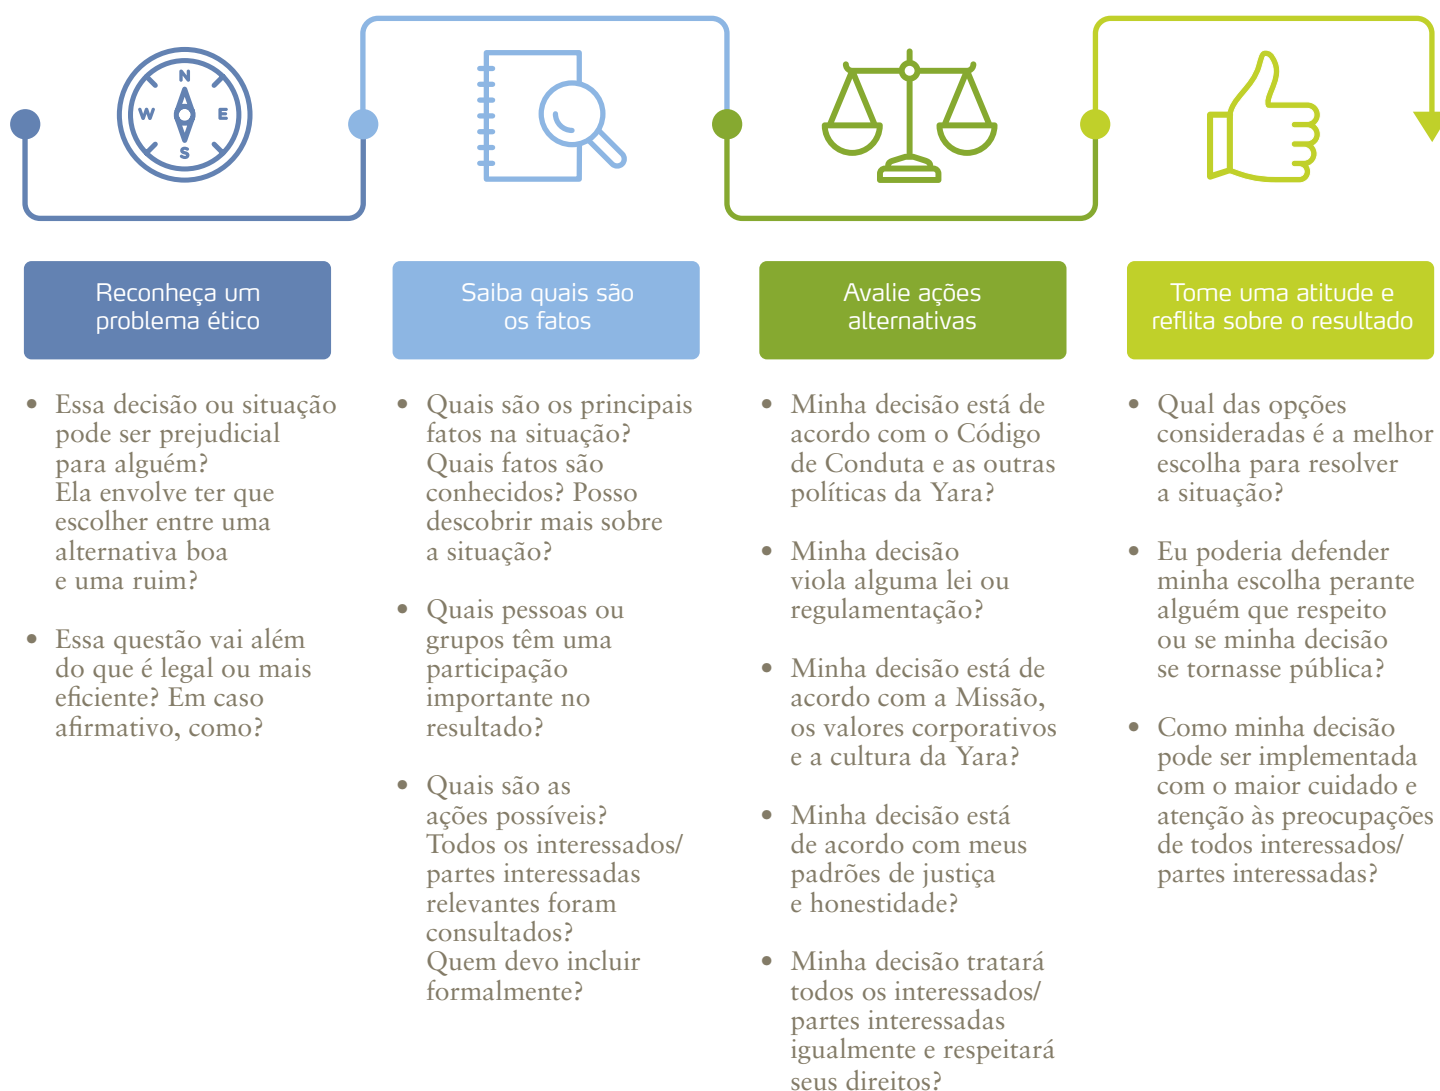 N
W
E
S
Reconheça um
problema ético
• Essa decisão ou situação
pode ser prejudicial
para alguém?
Ela envolve ter que
escolher entre uma
alternativa boa
e uma ruim?
• Essa questão vai além
do que é legal ou mais
eficiente? Em caso
afirmativo, como?
Saiba quais são
os fatos
• Quais são os principais
fatos na situação?
Quais fatos são
conhecidos? Posso
descobrir mais sobre
a situação?
• Quais pessoas ou
grupos têm uma
participação
importante no
resultado?
• Quais são as
ações possíveis?
Todos os interessados/
partes interessadas
relevantes foram
consultados?
Quem devo incluir
formalmente?
Avalie ações
alternativas
• Minha decisão está de
acordo com o Código
de Conduta e as outras
políticas da Yara?
• Minha decisão
viola alguma lei ou
regulamentação?
• Minha decisão está de
acordo com a Missão,
os valores corporativos
e a cultura da Yara?
• Minha decisão está
de acordo com meus
padrões de justiça
e honestidade?
• Minha decisão tratará
todos os interessados/
partes interessadas
igualmente e respeitará
seus direitos?
Tome uma atitude e
reflita sobre o resultado
• Qual das opções
consideradas é a melhor
escolha para resolver
a situação?
• Eu poderia defender
minha escolha perante
alguém que respeito
ou se minha decisão
se tornasse pública?
• Como minha decisão
pode ser implementada
com o maior cuidado e
atenção às preocupações
de todos interessados/
partes interessadas?